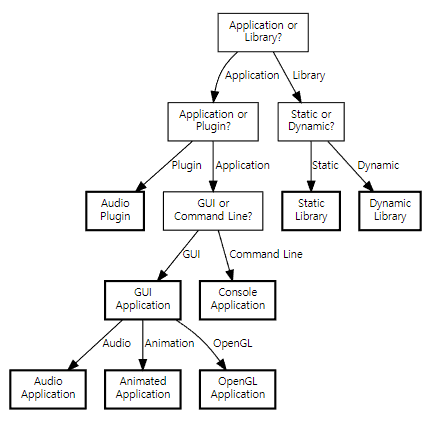 Application or
Library?
Application
Library
Application or
Plugin?
Static or
Dynamic?
Plugin
Application
Static
Dynamic
Audio
Plugin
GUI or
Command Line?
Static
Library
Dynamic
Library
GUI
Command Line
GUI
Application
Console
Application
Audio
Animation
OpenGL
Audio
Application
Animated
Application
OpenGL
Application